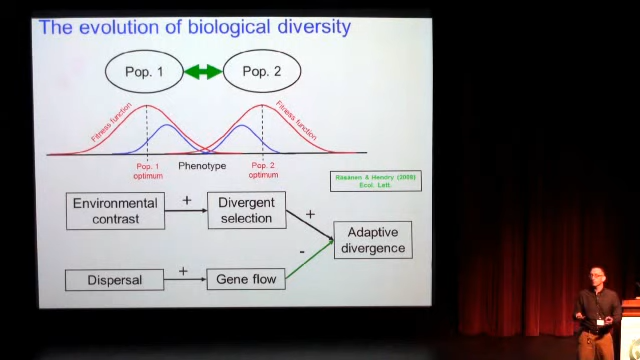 The evolution of biological diversity
Pop. 1
Pop. 2
Fitness function
Fitness function
Pop. 1
optimum
Phenotype
Pop. 2
optimum
Räsänen & Hendry (2008)
Ecol. Lett.
Environmental
contrast
+
Divergent
selection
+
Adaptive
divergence
-
Dispersal
+
Gene flow